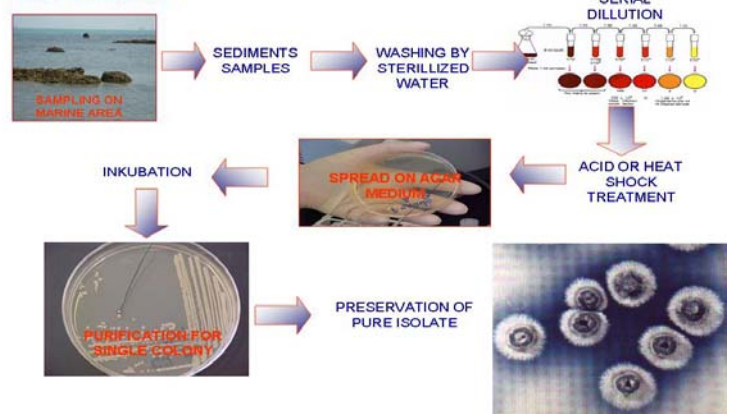 SERIAL
DILLUTION
SAMPLING ON
MARINE AREA
SEDIMENTS
SAMPLES
WASHING BY
STERILLIZED
WATER
ACID OR HEAT
SHOCK
TREATMENT
SPREAD ON AGAR
MEDIUM
INKUBATION
PURIFICATION FOR
SINGLE COLONY
PRESERVATION OF
PURE ISOLATE